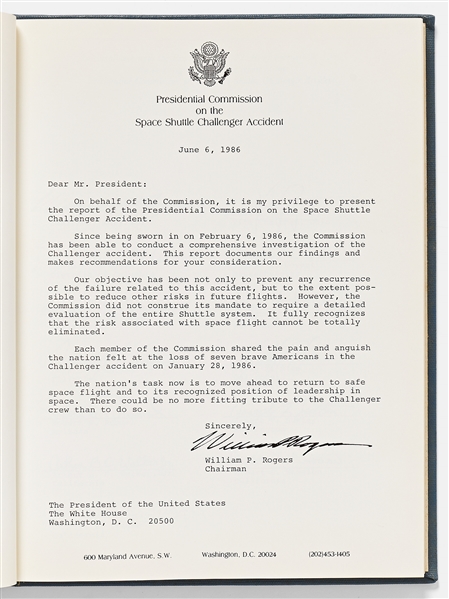 Presidential Commission
on the
Space Shuttle Challenger Accident
June 6, 1986
Dear Mr. President:
On behalf of the Commission, it is my privilege to present
the report of the Presidential Commission on the Space Shuttle
Challenger Accident.
Since being sworn in on February 6, 1986, the Commission
has been able to conduct a comprehensive investigation of the
Challenger accident. This report documents our findings and
makes recommendations for your consideration.
Our objective has been not only to prevent any recurrence
of the failure related to this accident, but to the extent pos-
sible to reduce other risks in future flights. However, the
Commission did not construe its mandate to require a detailed
evaluation of the entire Shuttle system. It fully recognizes
that the risk associated with space flight cannot be totally
eliminated.
Each member of the Commission shared the pain and anguish
the nation felt at the loss of seven brave Americans in the
Challenger accident on January 28, 1986.
The nation's task now is to move ahead to return to safe
space flight and to its recognized position of leadership in
space. There could be no more fitting tribute to the Challenger
crew than to do so.
Sincerely,
William P. Rogers
William P. Rogers
Chairman
The President of the United States
The White House
Washington, D. C. 20500
600 Maryland Avenue, S.W. Washington, D.C. 20024 (202)453-1405